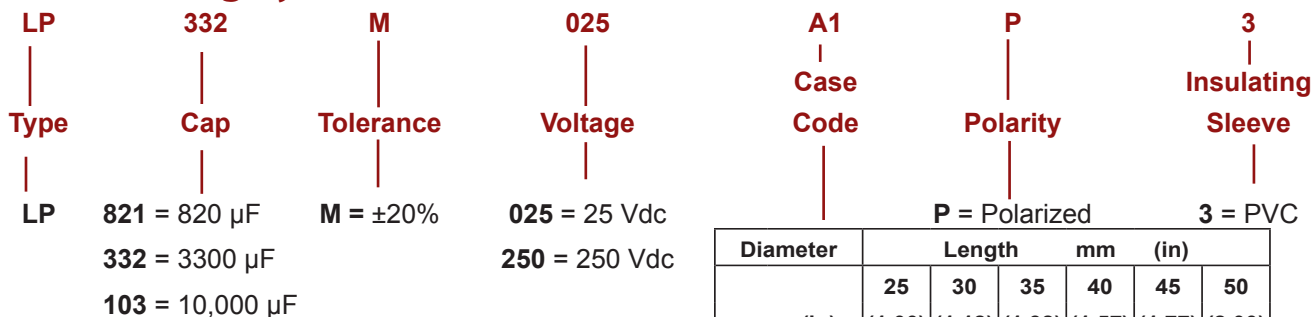 LP 332 M 025 A1 P 3
Case Insulating
Type Cap Tolerance Voltage Code Polarity Sleeve
LP 821 = 820 µF M = ±20% 025 = 25 Vdc P = Polarized 3 = PVC
332 = 3300 µF 250 = 250 Vdc Diameter Length mm (in)
25 30 35 40 45 50
103 = 10,000 µF